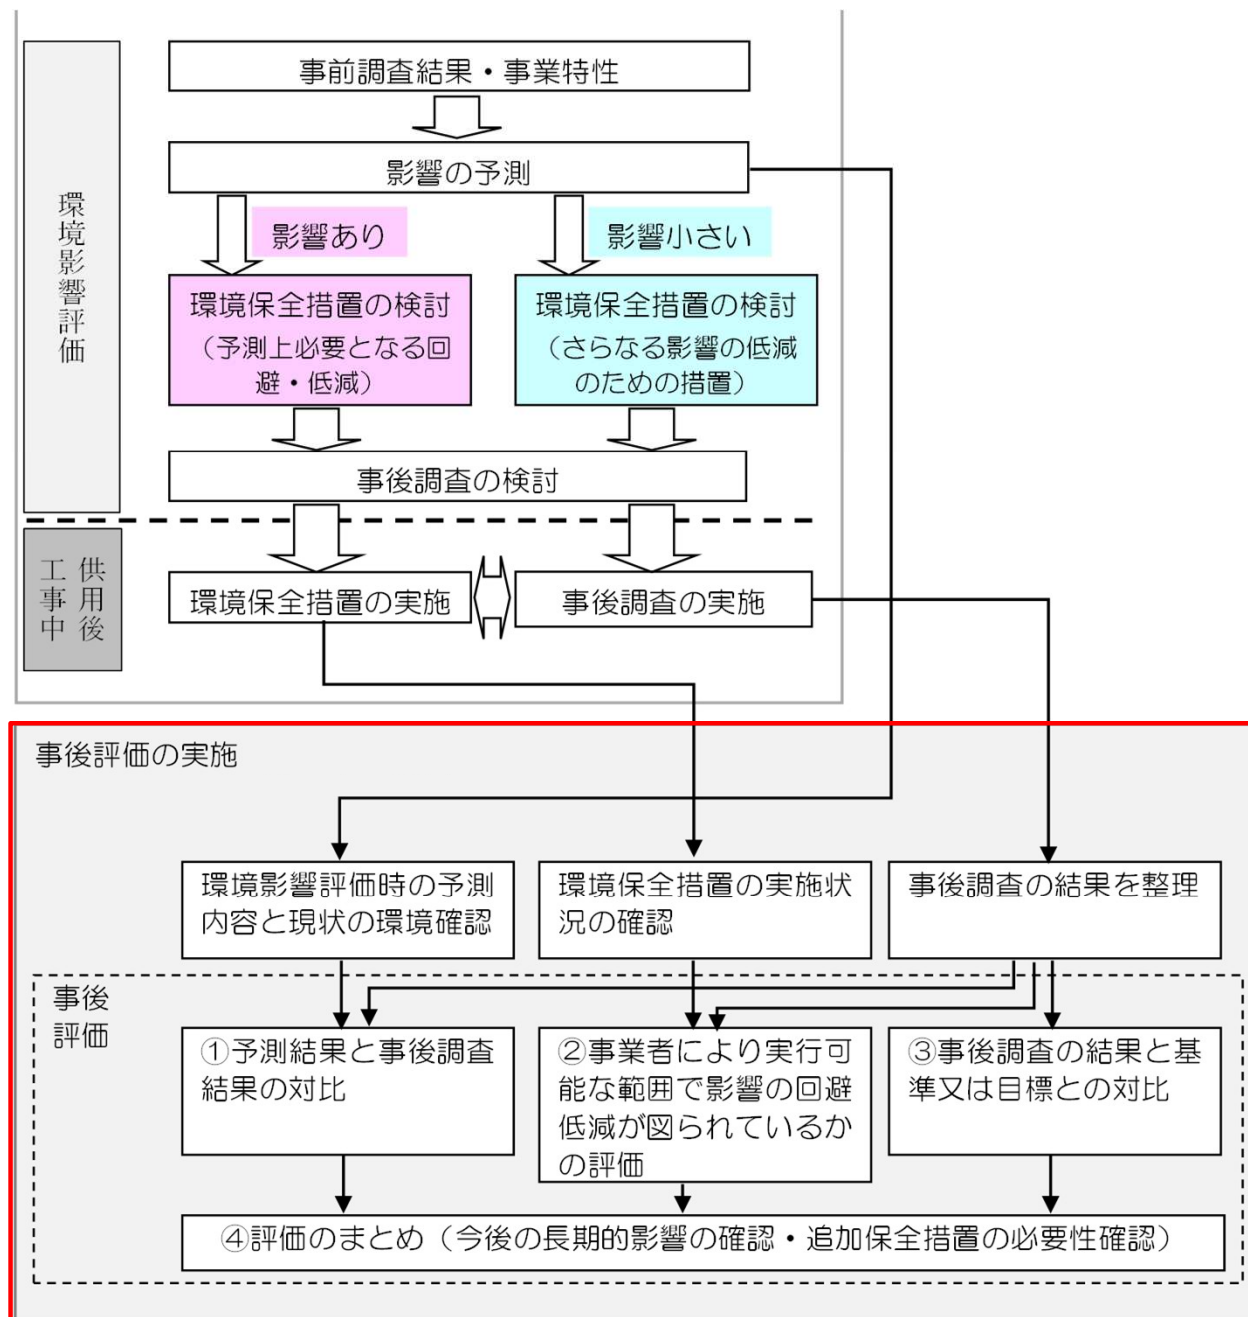 環境影響評価
事前調査結果・事業特性
影響の予測
影響あり
影響小さい
環境保全措置の検討
（予測上必要となる回
避・低減）
環境保全措置の検討
（さらなる影響の低減
のための措置）
事後調査の検討
供用後
工事中
環境保全措置の実施
事後調査の実施
事後評価の実施
環境影響評価時の予測
内容と現状の環境確認
環境保全措置の実施状
況の確認
事後調査の結果を整理
事後
評価
①予測結果と事後調査
結果の対比
②事業者により実行可
能な範囲で影響の回避
低減が図られているか
の評価
③事後調査の結果と基
準又は目標との対比
④評価のまとめ（今後の長期的影響の確認・追加保全措置の必要性確認）